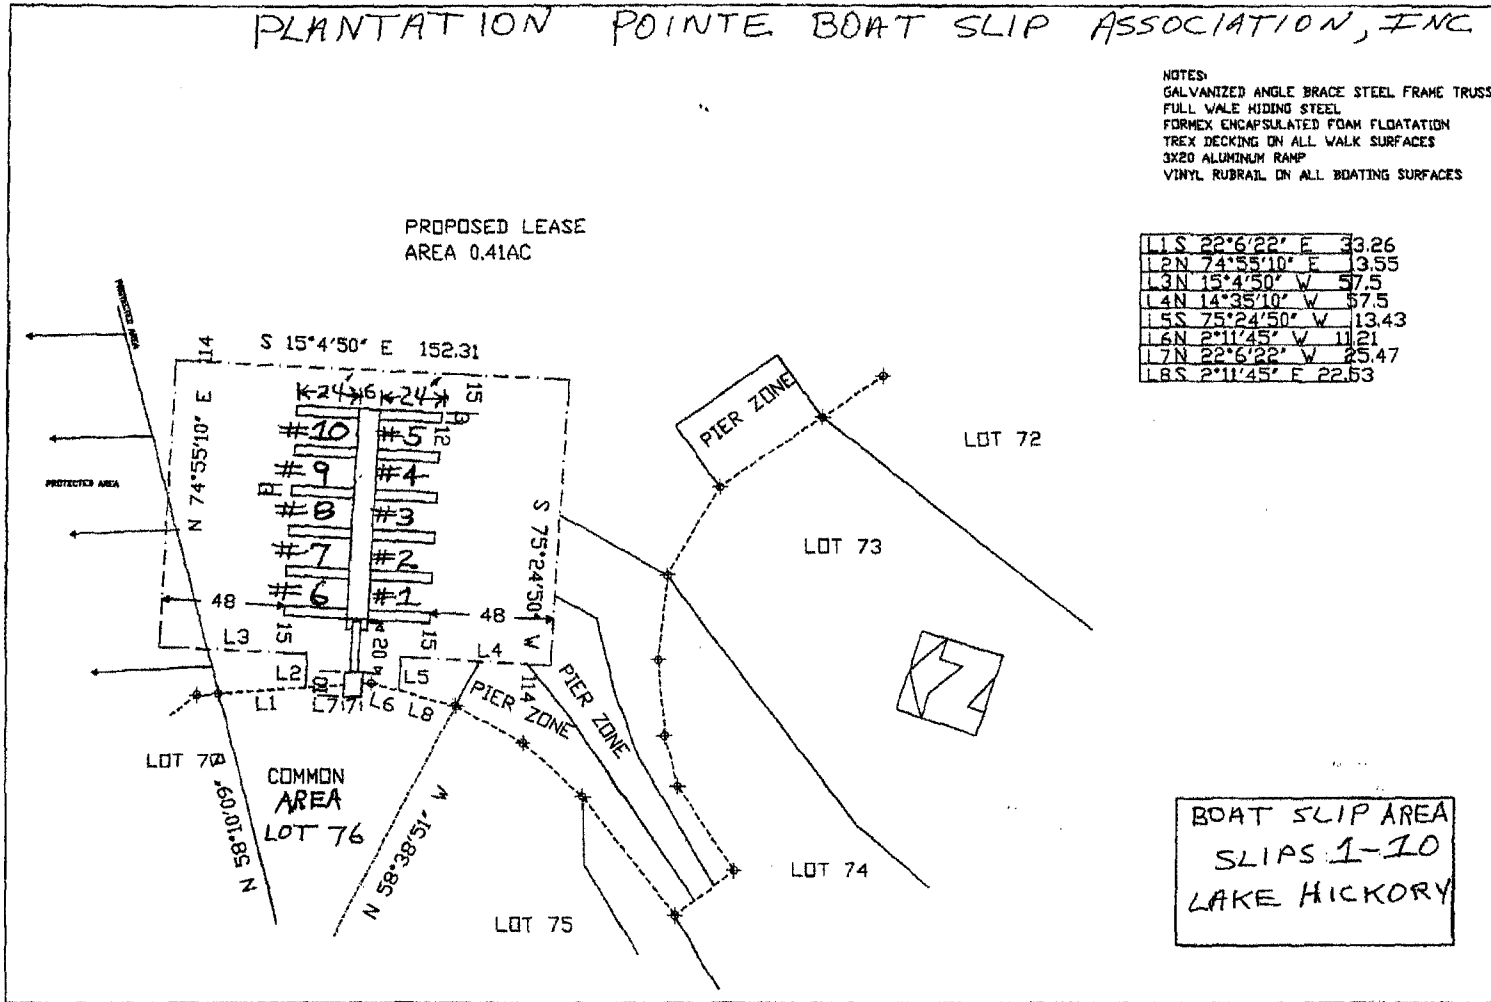 PLANTATION POINTE BOAT SLIP ASSOCIATION, INC
NOTES:
GALVANIZED ANGLE BRACE STEEL FRAME TRUSS
FULL WALE HIDING STEEL
FORMEX ENCAPSULATED FOAM FLOATATION
TREX DECKING ON ALL WALK SURFACES
3X20 ALUMINUM RAMP
VINYL RUBRAIL ON ALL BOATING SURFACES
PROPOSED LEASE
AREA 0.41AC
L1 S 22°6'22" E 33.26
L2 N 74°55'10" E 13.55
L3 N 15°4'50" W 57.5
L4 N 14°35'10" W 57.5
L5 S 75°24'50" W 13.43
L6 N 2°11'45" W 11.21
L7 N 22°6'22" W 25.47
L8 S 2°11'45" E 22.53
PROTECTED AREA
114
S 15°4'50" E 152.31
24' 6 24'
15
3
12
#10 #5
#9 #4
3
#8 #3
#7 #2
#6 #1
N 74°55'10" E
S 75°24'50" W
PROTECTED AREA
48
48
15
20
15
L3
L4
L2
L5
L1
L7
L6
L8
114
PIER ZONE
PIER ZONE
PIER ZONE
LOT 72
LOT 73
LOT 70
COMMON
AREA
LOT 76
N 58°10'09" W
N 58°38'51" W
LOT 75
LOT 74
N
BOAT SLIP AREA
SLIPS 1-10
LAKE HICKORY